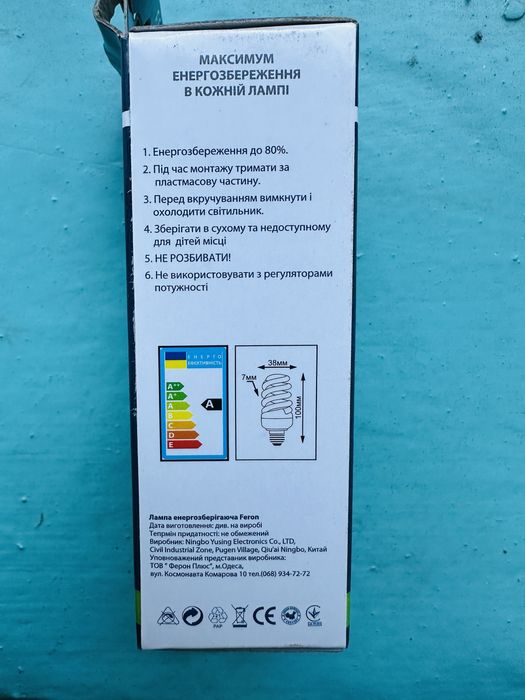 МАКСИМУМ
ЕНЕРГОЗБЕРЕЖЕННЯ
В КОЖНІЙ ЛАМПІ
1. Енергозбереження до 80%.
2. Під час монтажу тримати за
пластмасову частину.
3. Перед вкручуванням вимкнути і
охолодити світильник.
4. Зберігати в сухому та недоступному
для дітей місці
5. НЕ РОЗБИВАТИ!
6. Не використовувати з регуляторами
потужності
ЕНЕРГО
ЕФЕКТИВНІСТЬ
A++
A+
A
B
C
D
E
A
38мм
7мм
100мм
Лампа енергозберігаюча Feron
Дата виготовлення: див. на виробі
Тепрмін придатності: не обмежений
Виробник: Ningbo Yusing Electronics Co., LTD,
Civil Industrial Zone, Pugen Village, Qiu'ai Ningbo, Китай
Уповноважений представник виробника:
ТОВ " Ферон Плюс", м.Одеса,
вул. Космонавта Комарова 10 тел.(068) 934-72-72
PAP
CE